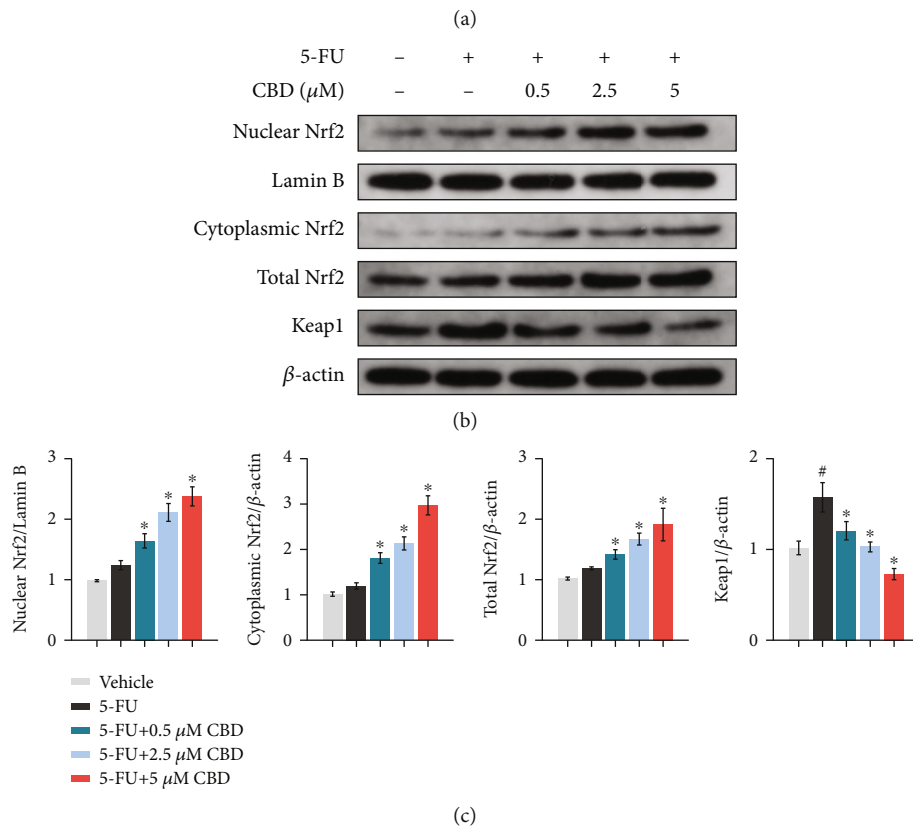 (a)
5-FU – + + + +
CBD (μM) – – 0.5 2.5 5
Nuclear Nrf2
Lamin B
Cytoplasmic Nrf2
Total Nrf2
Keap1
β-actin
(b)
Nuclear Nrf2/Lamin B
3
2
1
0
*
*
*
Cytoplasmic Nrf2/β-actin
4
3
2
1
0
*
*
*
Total Nrf2/β-actin
3
2
1
0
*
*
*
Keap1/β-actin
2
1
0
#
*
*
*
Vehicle
5-FU
5-FU+0.5 μM CBD
5-FU+2.5 μM CBD
5-FU+5 μM CBD
(c)